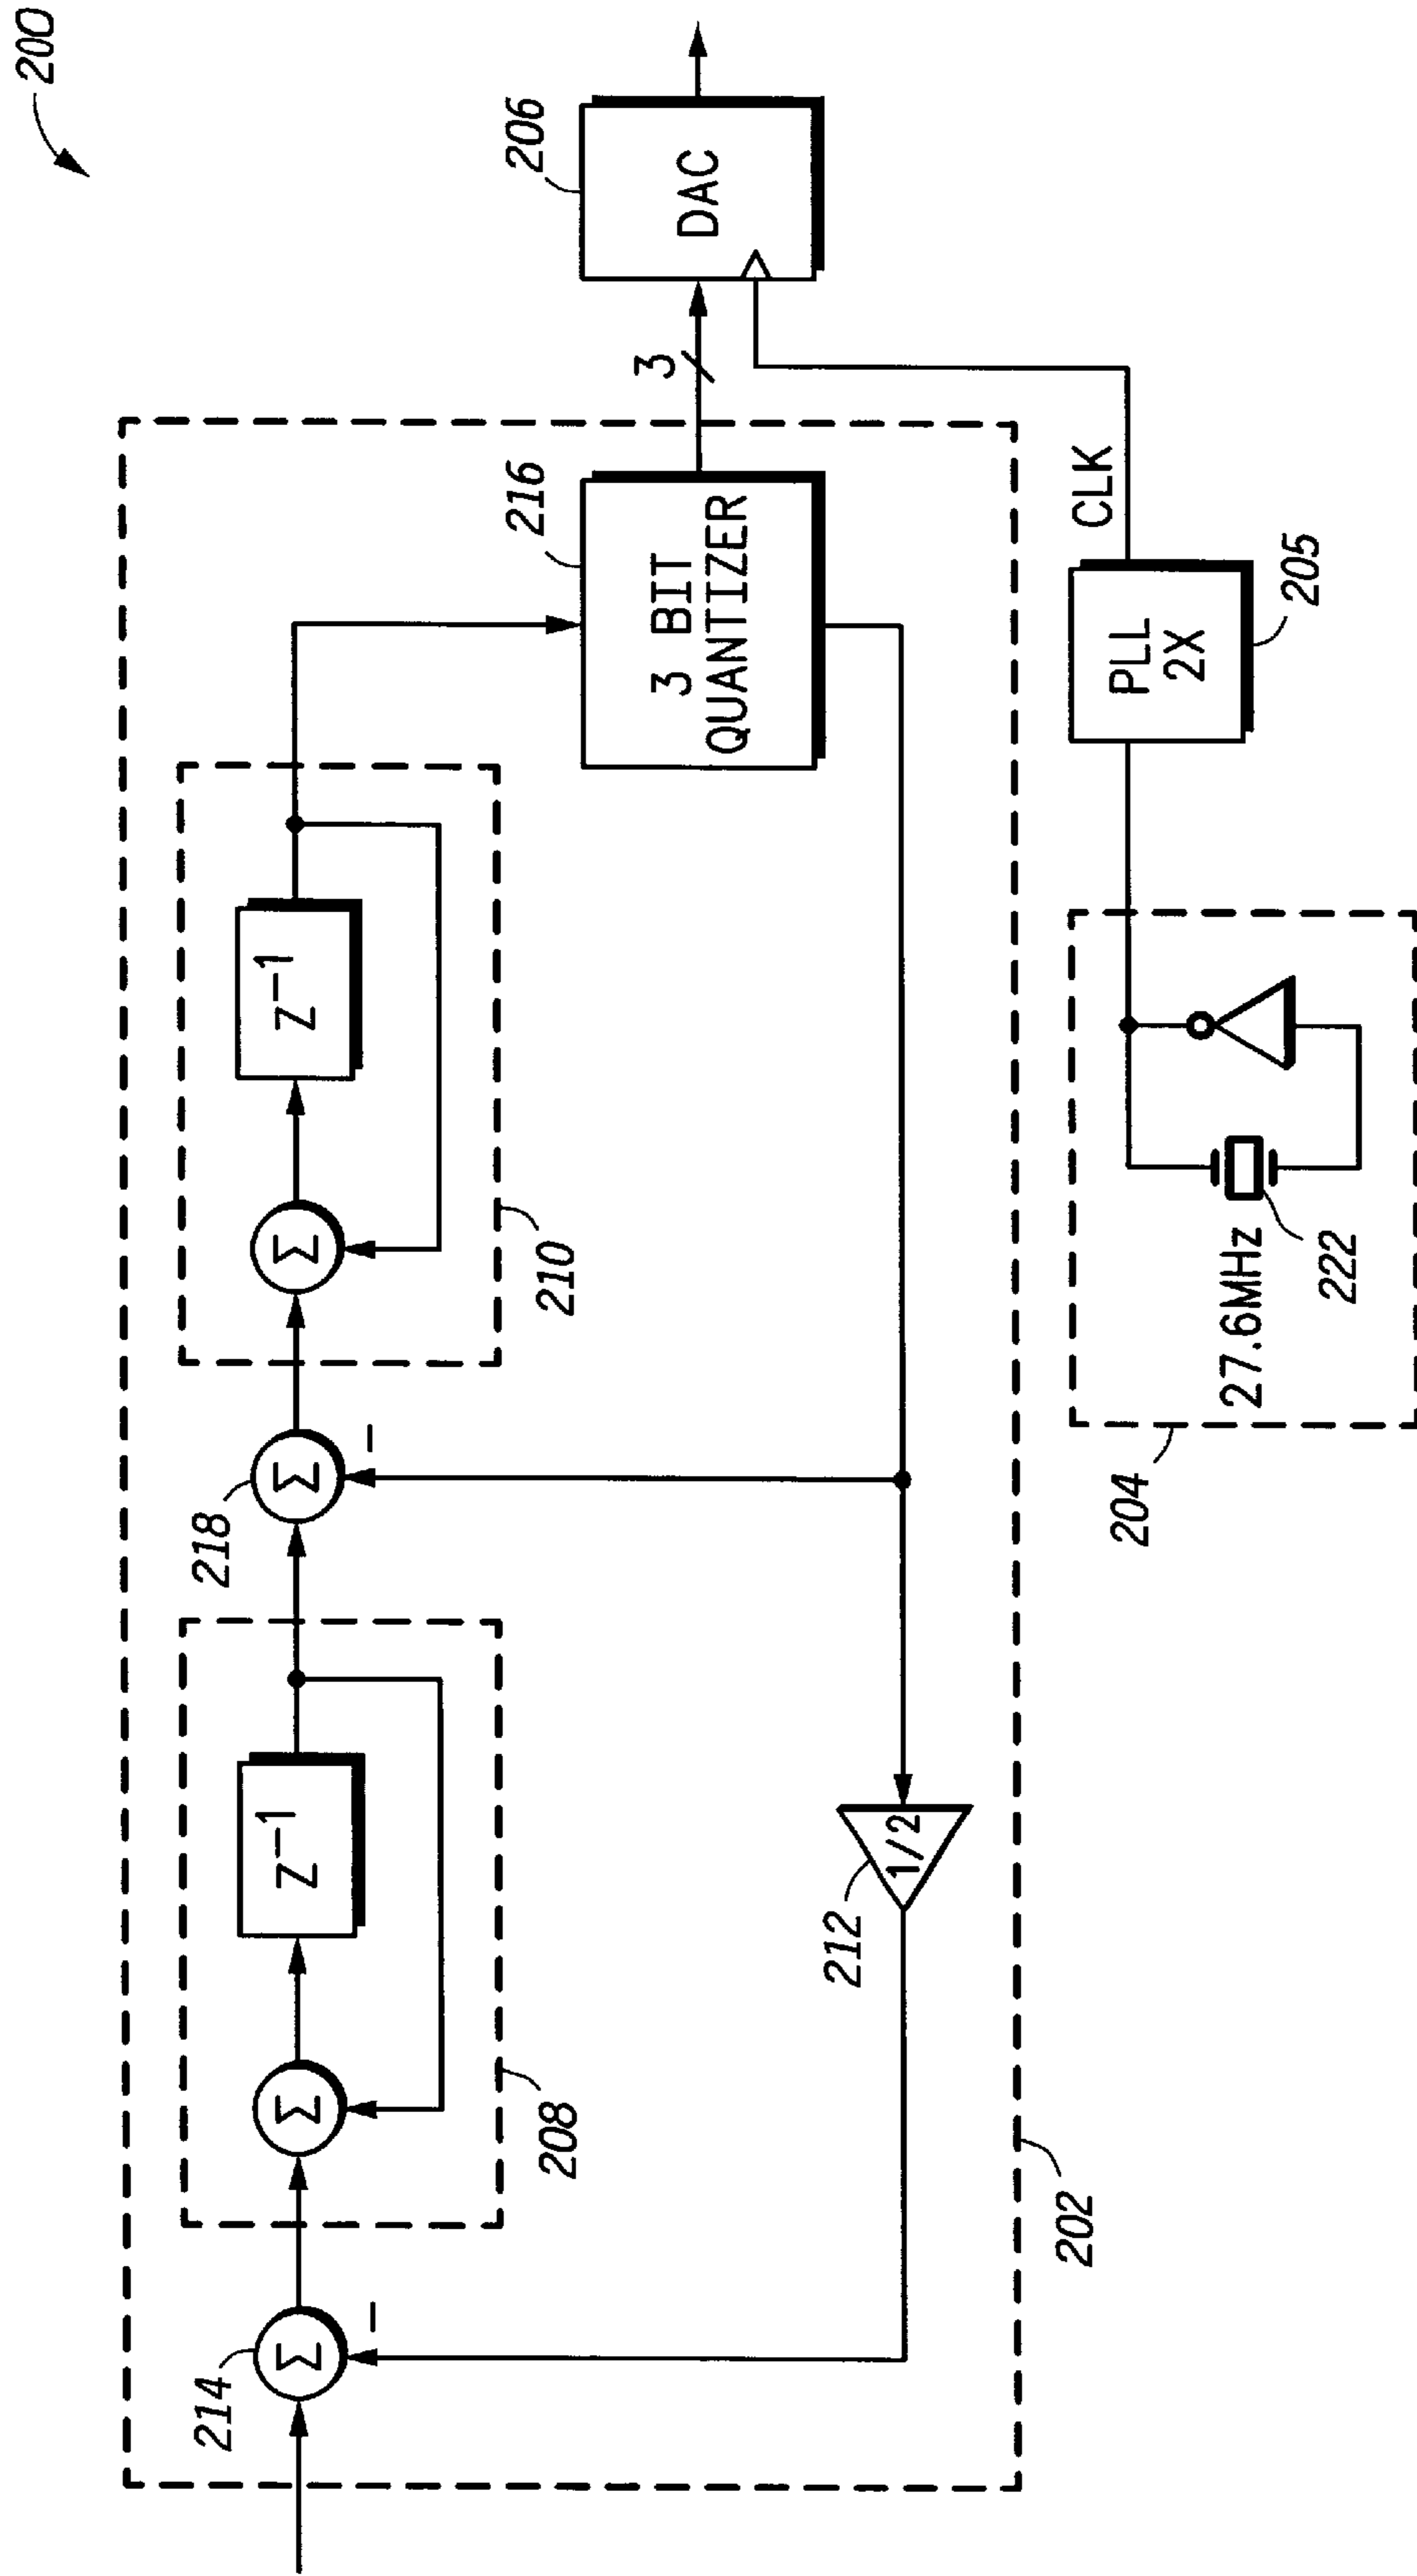 200
214
Σ
–
Σ
Z⁻¹
208
218
Σ
–
Σ
Z⁻¹
210
216
3 BIT
QUANTIZER
3
206
DAC
212
1/2
202
204
27.6MHz
222
PLL
2X
205
CLK